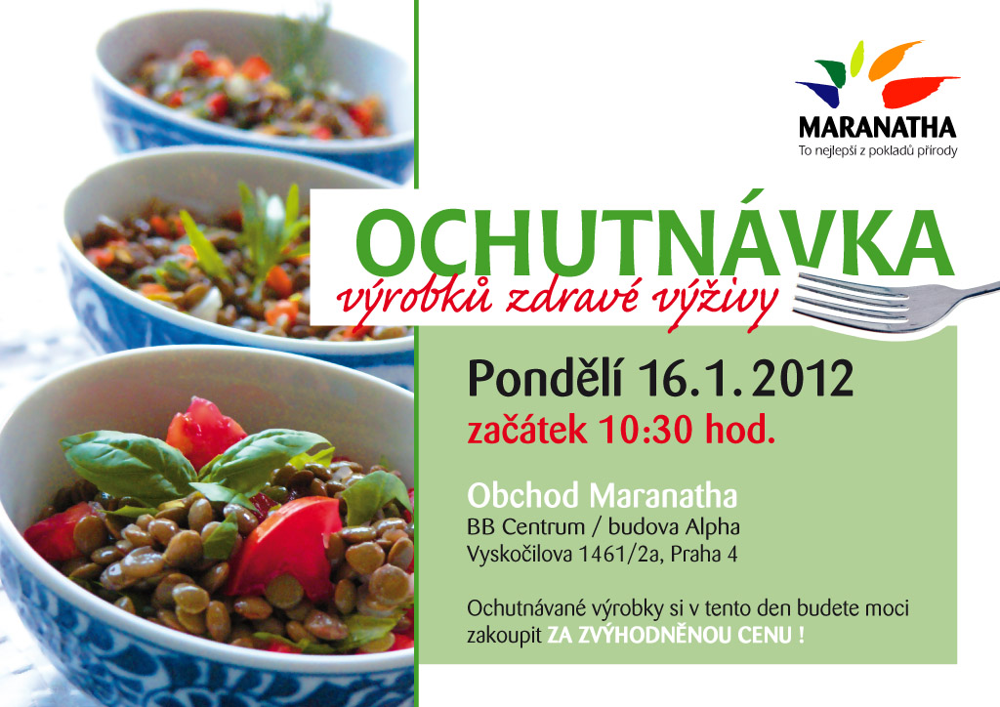 MARANATHA
To nejlepší z pokladů přírody
OCHUTNÁVKA
výrobků zdravé výživy
Pondělí 16.1.2012
začátek 10:30 hod.
Obchod Maranatha
BB Centrum / budova Alpha
Vyskočilova 1461/2a, Praha 4
Ochutnávané výrobky si v tento den budete moci
zakoupit ZA ZVÝHODNĚNOU CENU !